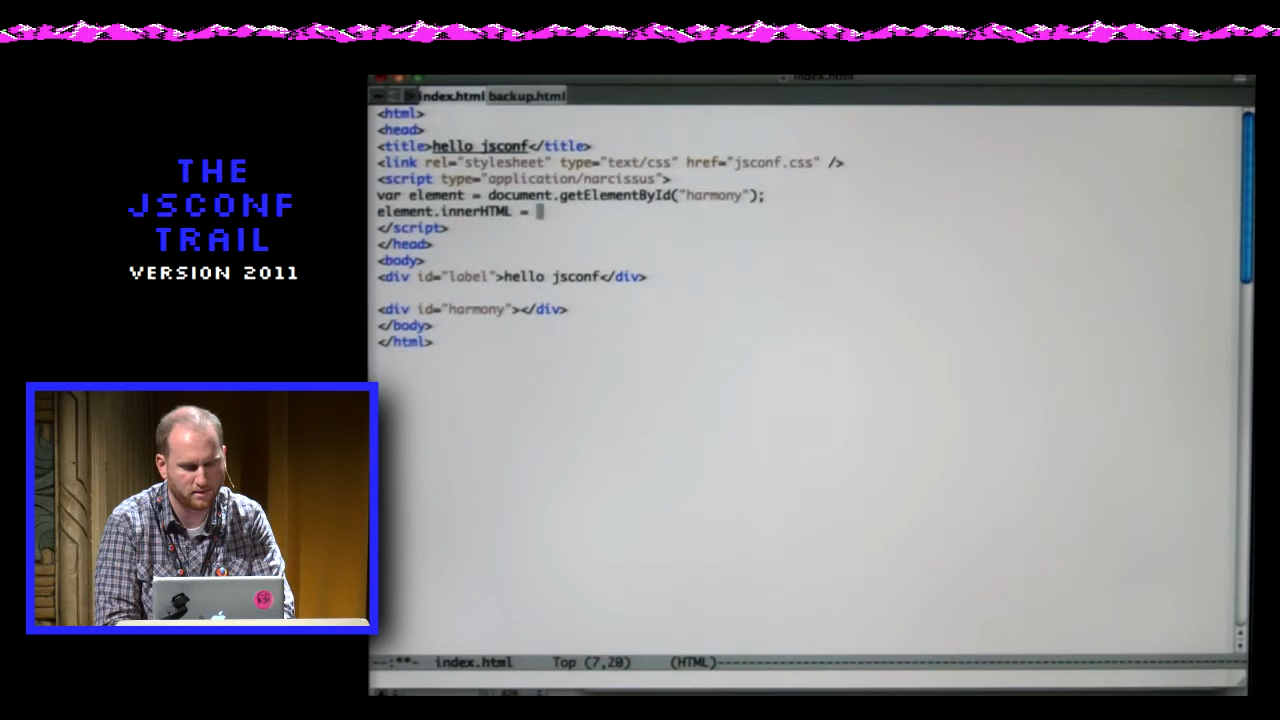 THE
JSCONF
TRAIL
VERSION 2011
index.html
index.html backup.html
<html>
<head>
<title>hello jsconf</title>
<link rel="stylesheet" type="text/css" href="jsconf.css" />
<script type="application/narcissus">
var element = document.getElementById("harmony");
element.innerHTML =
</script>
</head>
<body>
<div id="label">hello jsconf</div>
<div id="harmony"></div>
</body>
</html>
--:**- index.html Top (7,20) (HTML)